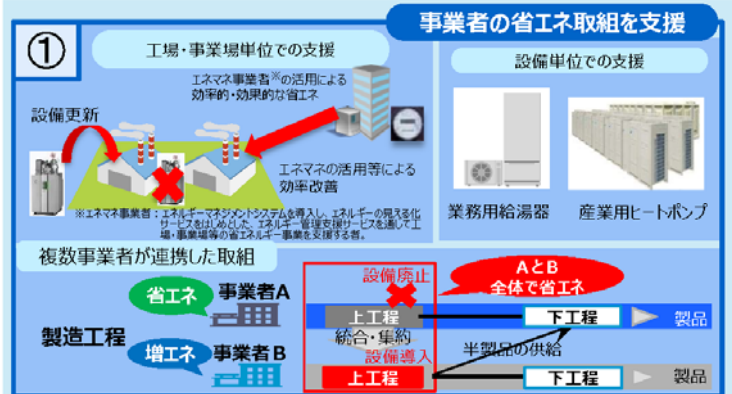 事業者の省エネ取組を支援
①
工場・事業場単位での支援
エネマネ事業者※の活用による
効率的・効果的な省エネ
設備更新
エネマネの活用等による
効率改善
※エネマネ事業者：エネルギーマネジメントシステムを導入し、エネルギーの見える化
サービスをはじめとした、エネルギー管理支援サービスを通じて工
場・事業場等の省エネルギー事業を支援する者。
設備単位での支援
業務用給湯器
産業用ヒートポンプ
複数事業者が連携した取組
製造工程
省エネ
事業者A
増エネ
事業者B
設備廃止
上工程
統合・集約
設備導入
上工程
AとB
全体で省エネ
下工程
製品
半製品の供給
下工程
製品